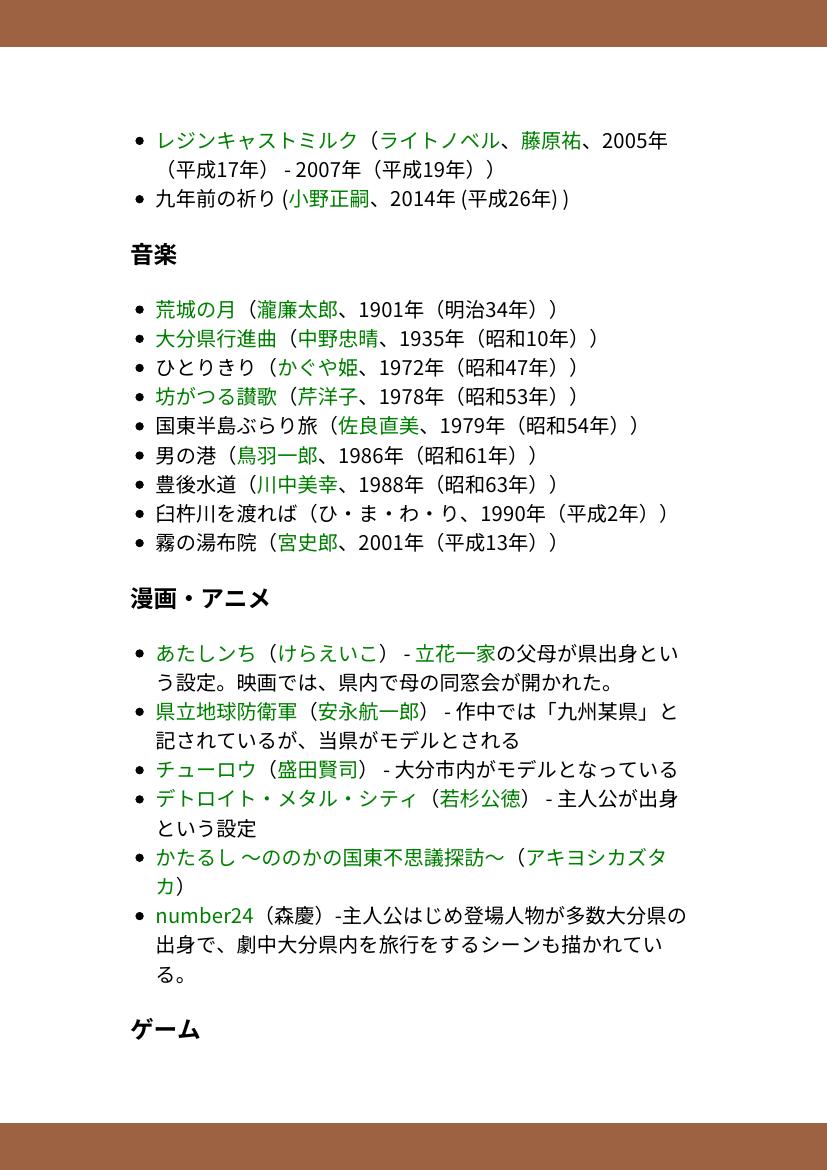 レジンキャストミルク（ライトノベル、藤原祐、2005年
（平成17年） - 2007年（平成19年））
九年前の祈り (小野正嗣、2014年 (平成26年) )
音楽
荒城の月（瀧廉太郎、1901年（明治34年））
大分県行進曲（中野忠晴、1935年（昭和10年））
ひとりきり（かぐや姫、1972年（昭和47年））
坊がつる讃歌（芹洋子、1978年（昭和53年））
国東半島ぶらり旅（佐良直美、1979年（昭和54年））
男の港（鳥羽一郎、1986年（昭和61年））
豊後水道（川中美幸、1988年（昭和63年））
臼杵川を渡れば（ひ・ま・わ・り、1990年（平成2年））
霧の湯布院（宮史郎、2001年（平成13年））
漫画・アニメ
あたしンち（けらえいこ） - 立花一家の父母が県出身とい
う設定。映画では、県内で母の同窓会が開かれた。
県立地球防衛軍（安永航一郎） - 作中では「九州某県」と
記されているが、当県がモデルとされる
チューロウ（盛田賢司） - 大分市内がモデルとなっている
デトロイト・メタル・シティ（若杉公徳） - 主人公が出身
という設定
かたるし 〜ののかの国東不思議探訪〜（アキヨシカズタ
カ）
number24（森慶）-主人公はじめ登場人物が多数大分県の
出身で、劇中大分県内を旅行をするシーンも描かれてい
る。
ゲーム